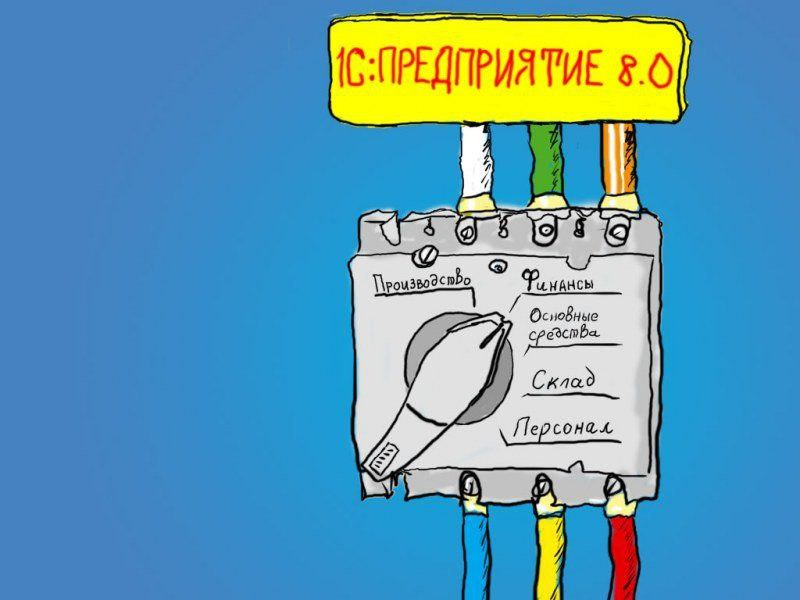 1С:ПРЕДПРИЯТИЕ 8.0
Производство
Финансы
Основные
средства
Склад
Персонал